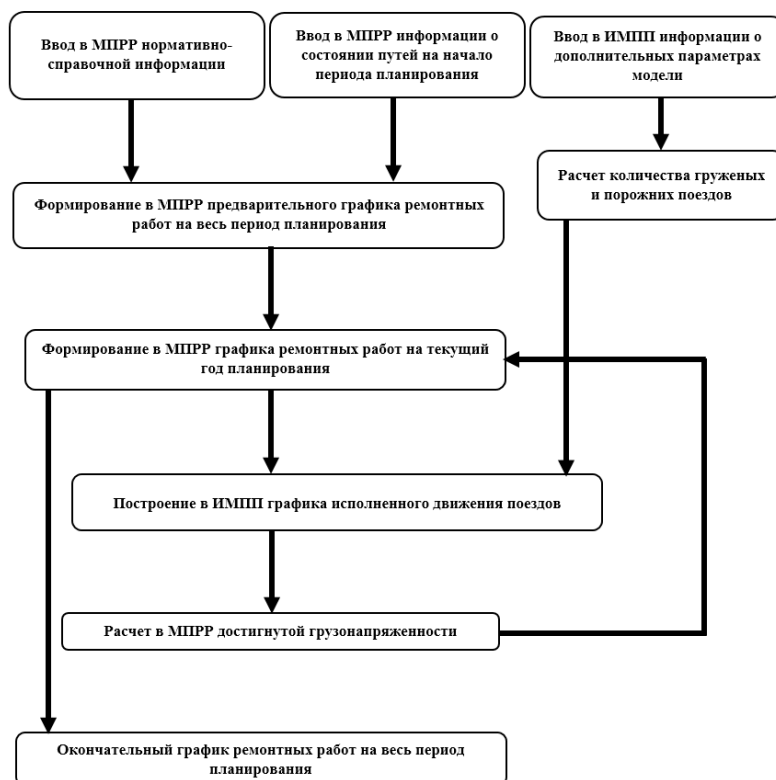 Ввод в МПРР нормативно-
справочной информации
Ввод в МПРР информации о
состоянии путей на начало
периода планирования
Ввод в ИМПП информации о
дополнительных параметрах
модели
Расчет количества груженых
и порожних поездов
Формирование в МПРР предварительного графика ремонтных
работ на весь период планирования
Формирование в МПРР графика ремонтных работ на текущий
год планирования
Построение в ИМПП графика исполненного движения поездов
Расчет в МПРР достигнутой грузонапряженности
Окончательный график ремонтных работ на весь период
планирования